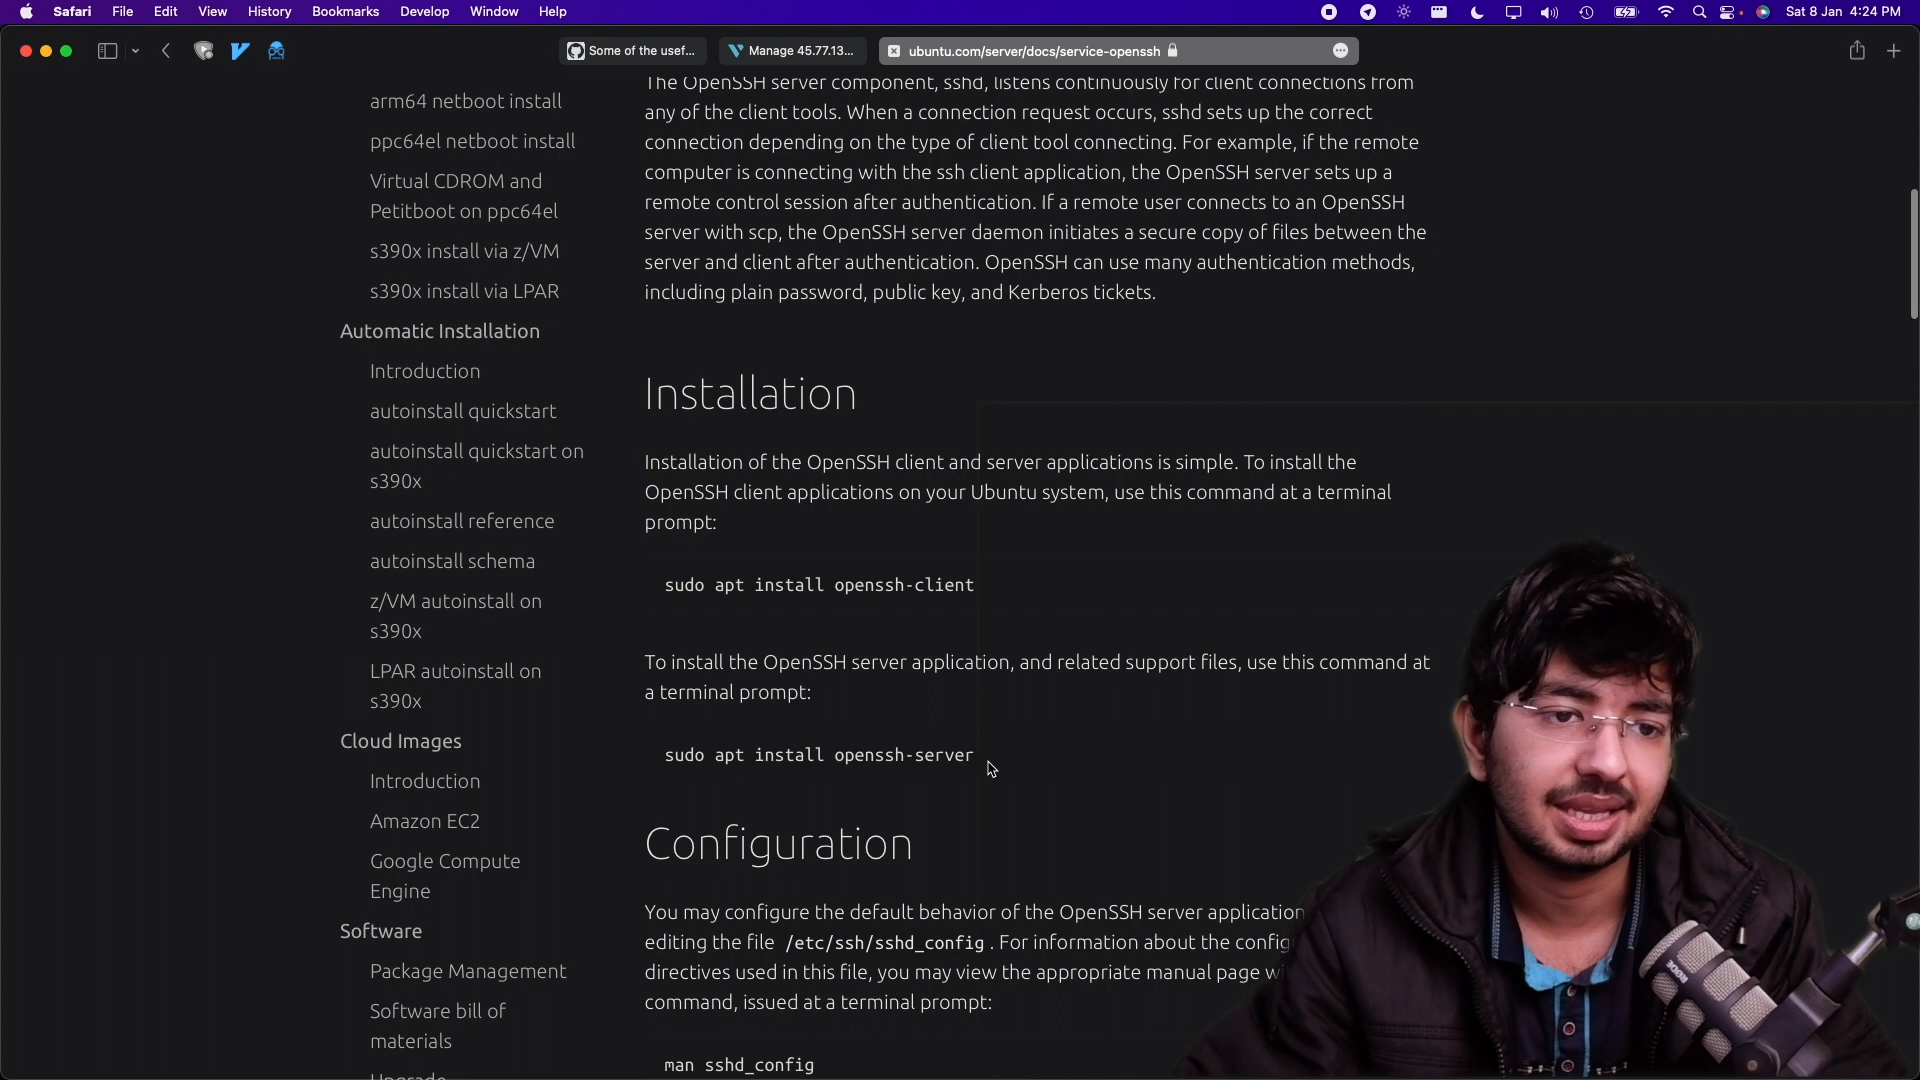 Safari File Edit View History Bookmarks Develop Window Help
Sat 8 Jan 4:24 PM
Some of the usef...
Manage 45.77.13...
ubuntu.com/server/docs/service-openssh
arm64 netboot install
ppc64el netboot install
Virtual CDROM and
Petitboot on ppc64el
s390x install via z/VM
s390x install via LPAR
Automatic Installation
Introduction
autoinstall quickstart
autoinstall quickstart on
s390x
autoinstall reference
autoinstall schema
z/VM autoinstall on
s390x
LPAR autoinstall on
s390x
Cloud Images
Introduction
Amazon EC2
Google Compute
Engine
Software
Package Management
Software bill of
materials
Upgrade
The OpenSSH server component, sshd, listens continuously for client connections from
any of the client tools. When a connection request occurs, sshd sets up the correct
connection depending on the type of client tool connecting. For example, if the remote
computer is connecting with the ssh client application, the OpenSSH server sets up a
remote control session after authentication. If a remote user connects to an OpenSSH
server with scp, the OpenSSH server daemon initiates a secure copy of files between the
server and client after authentication. OpenSSH can use many authentication methods,
including plain password, public key, and Kerberos tickets.
Installation
Installation of the OpenSSH client and server applications is simple. To install the
OpenSSH client applications on your Ubuntu system, use this command at a terminal
prompt:
sudo apt install openssh-client
To install the OpenSSH server application, and related support files, use this command at
a terminal prompt:
sudo apt install openssh-server
Configuration
You may configure the default behavior of the OpenSSH server application
editing the file /etc/ssh/sshd_config . For information about the config
directives used in this file, you may view the appropriate manual page w
command, issued at a terminal prompt:
man sshd_config
RODE